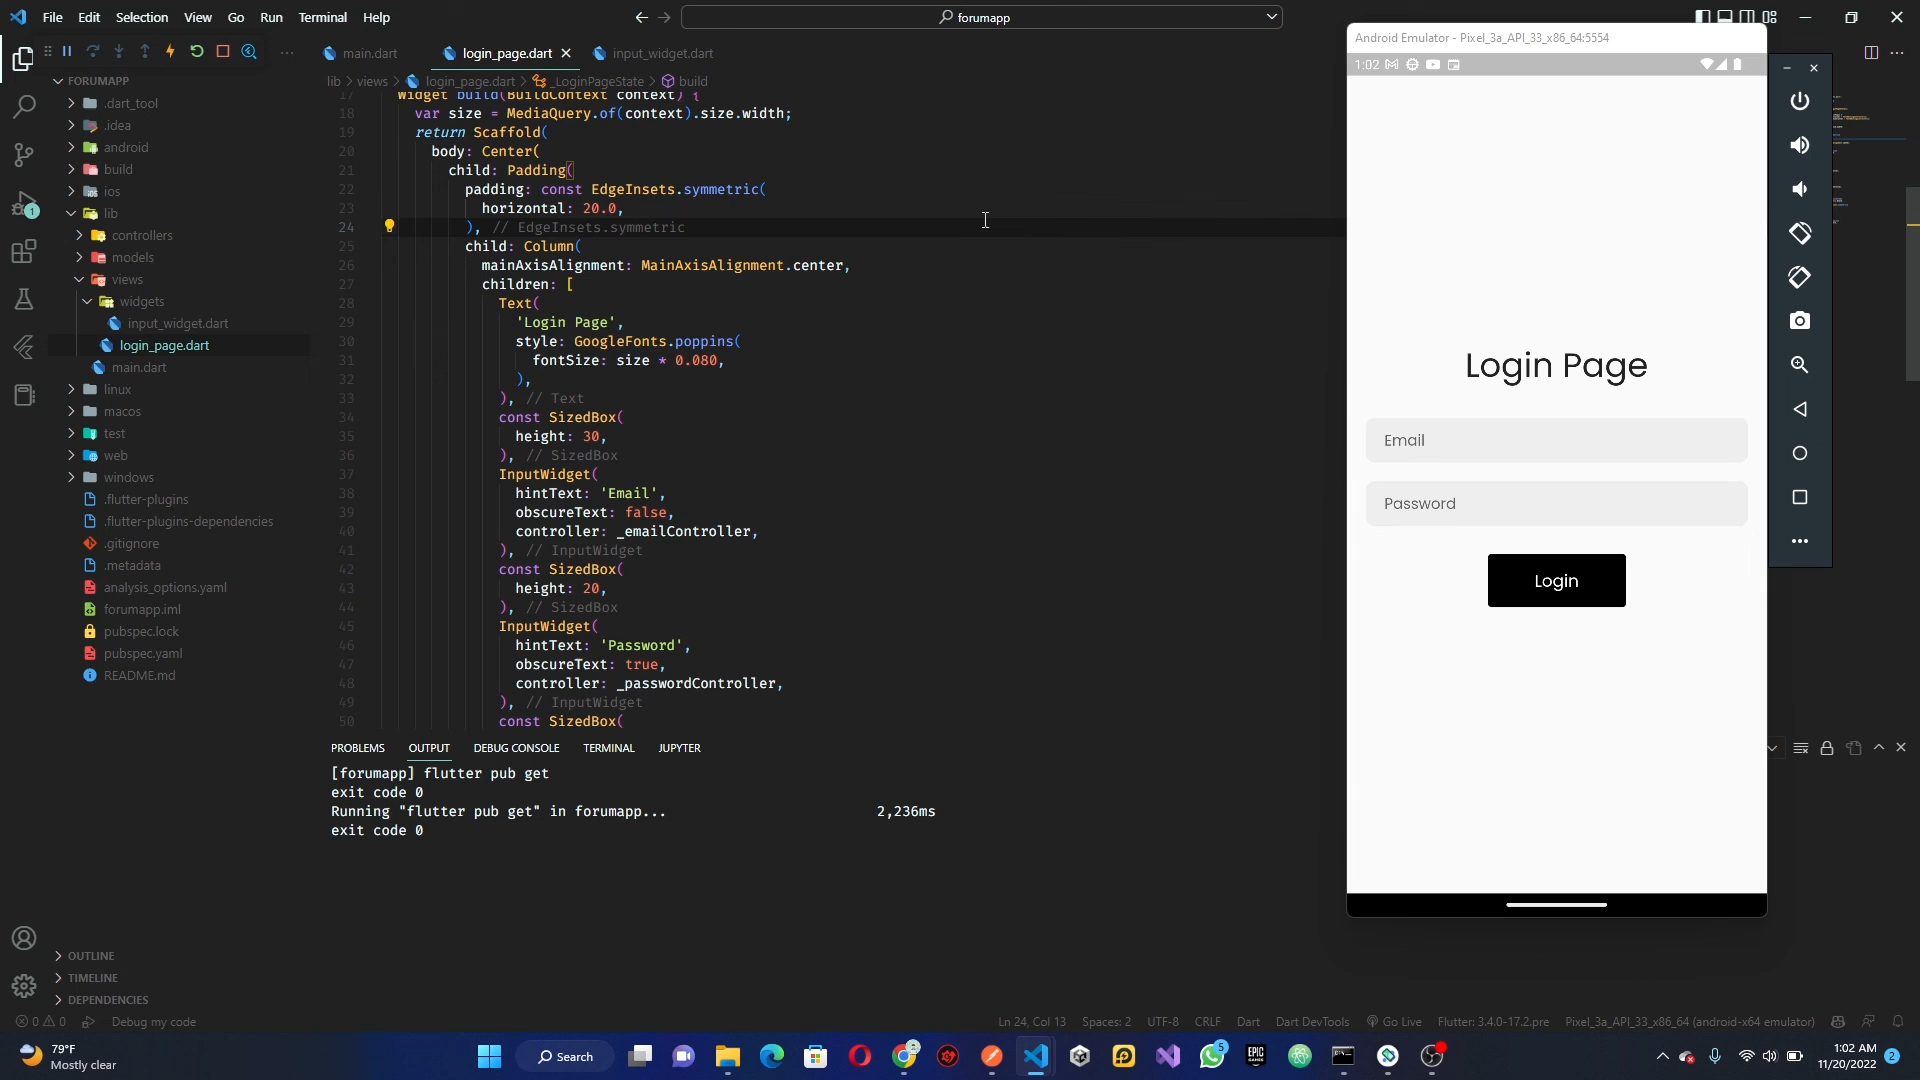 File Edit Selection View Go Run Terminal Help
forumapp
main.dart
login_page.dart
input_widget.dart
FORUMAPP
.dart_tool
.idea
android
build
ios
lib
controllers
models
views
widgets
input_widget.dart
login_page.dart
main.dart
linux
macos
test
web
windows
.flutter-plugins
.flutter-plugins-dependencies
.gitignore
.metadata
analysis_options.yaml
forumapp.iml
pubspec.lock
pubspec.yaml
README.md
OUTLINE
TIMELINE
DEPENDENCIES
1
lib > views > login_page.dart > _LoginPageState > build
17 Widget build(BuildContext context) {
18 var size = MediaQuery.of(context).size.width;
19 return Scaffold(
20 body: Center(
21 child: Padding(
22 padding: const EdgeInsets.symmetric(
23 horizontal: 20.0,
24 ), // EdgeInsets.symmetric
25 child: Column(
26 mainAxisAlignment: MainAxisAlignment.center,
27 children: [
28 Text(
29 'Login Page',
30 style: GoogleFonts.poppins(
31 fontSize: size * 0.080,
32 ),
33 ), // Text
34 const SizedBox(
35 height: 30,
36 ), // SizedBox
37 InputWidget(
38 hintText: 'Email',
39 obscureText: false,
40 controller: _emailController,
41 ), // InputWidget
42 const SizedBox(
43 height: 20,
44 ), // SizedBox
45 InputWidget(
46 hintText: 'Password',
47 obscureText: true,
48 controller: _passwordController,
49 ), // InputWidget
50 const SizedBox(
PROBLEMS OUTPUT DEBUG CONSOLE TERMINAL JUPYTER
[forumapp] flutter pub get
exit code 0
Running "flutter pub get" in forumapp... 2,236ms
exit code 0
Android Emulator - Pixel_3a_API_33_x86_64:5554
1:02
Login Page
Email
Password
Login
0 0 Debug my code
Ln 24, Col 13 Spaces: 2 UTF-8 CRLF Dart Dart DevTools Go Live Flutter: 3.4.0-17.2.pre Pixel_3a_API_33_x86_64 (android-x64 emulator)
79°F
Mostly clear
Search
5
EPIC
GAMES
1:02 AM
11/20/2022
2